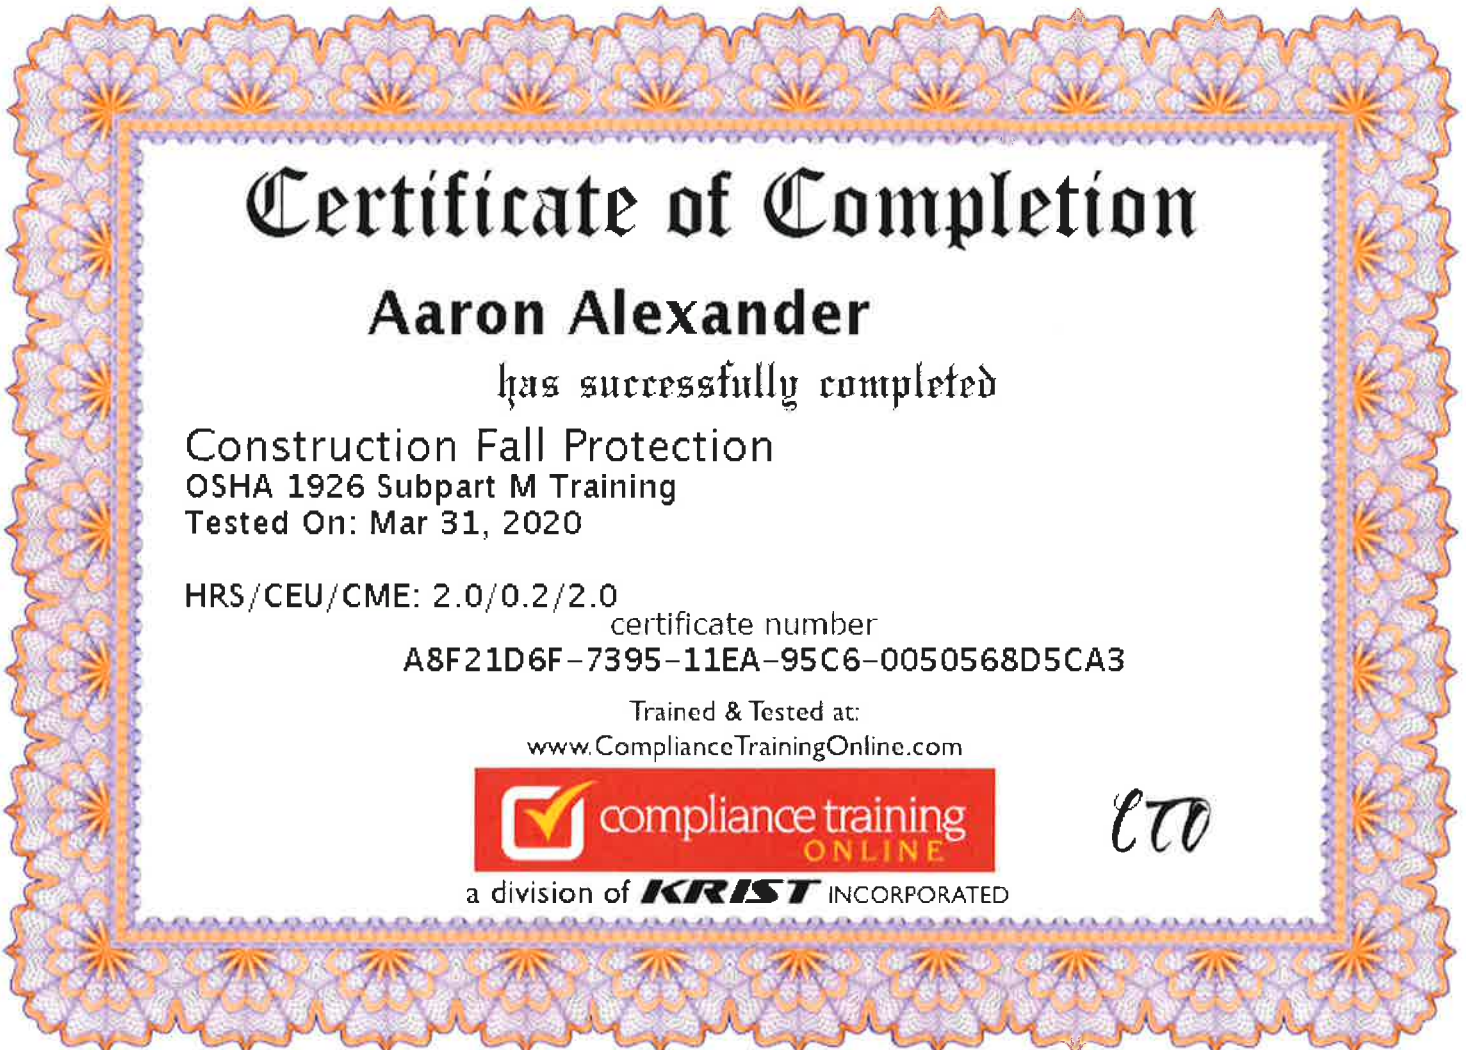 Certificate of Completion
Aaron Alexander
has successfully completed
Construction Fall Protection
OSHA 1926 Subpart M Training
Tested On: Mar 31, 2020
HRS/CEU/CME: 2.0/0.2/2.0
certificate number
A8F21D6F-7395-11EA-95C6-0050568D5CA3
Trained & Tested at:
www.ComplianceTrainingOnline.com
compliance training
ONLINE
CTO
a division of KRIST INCORPORATED